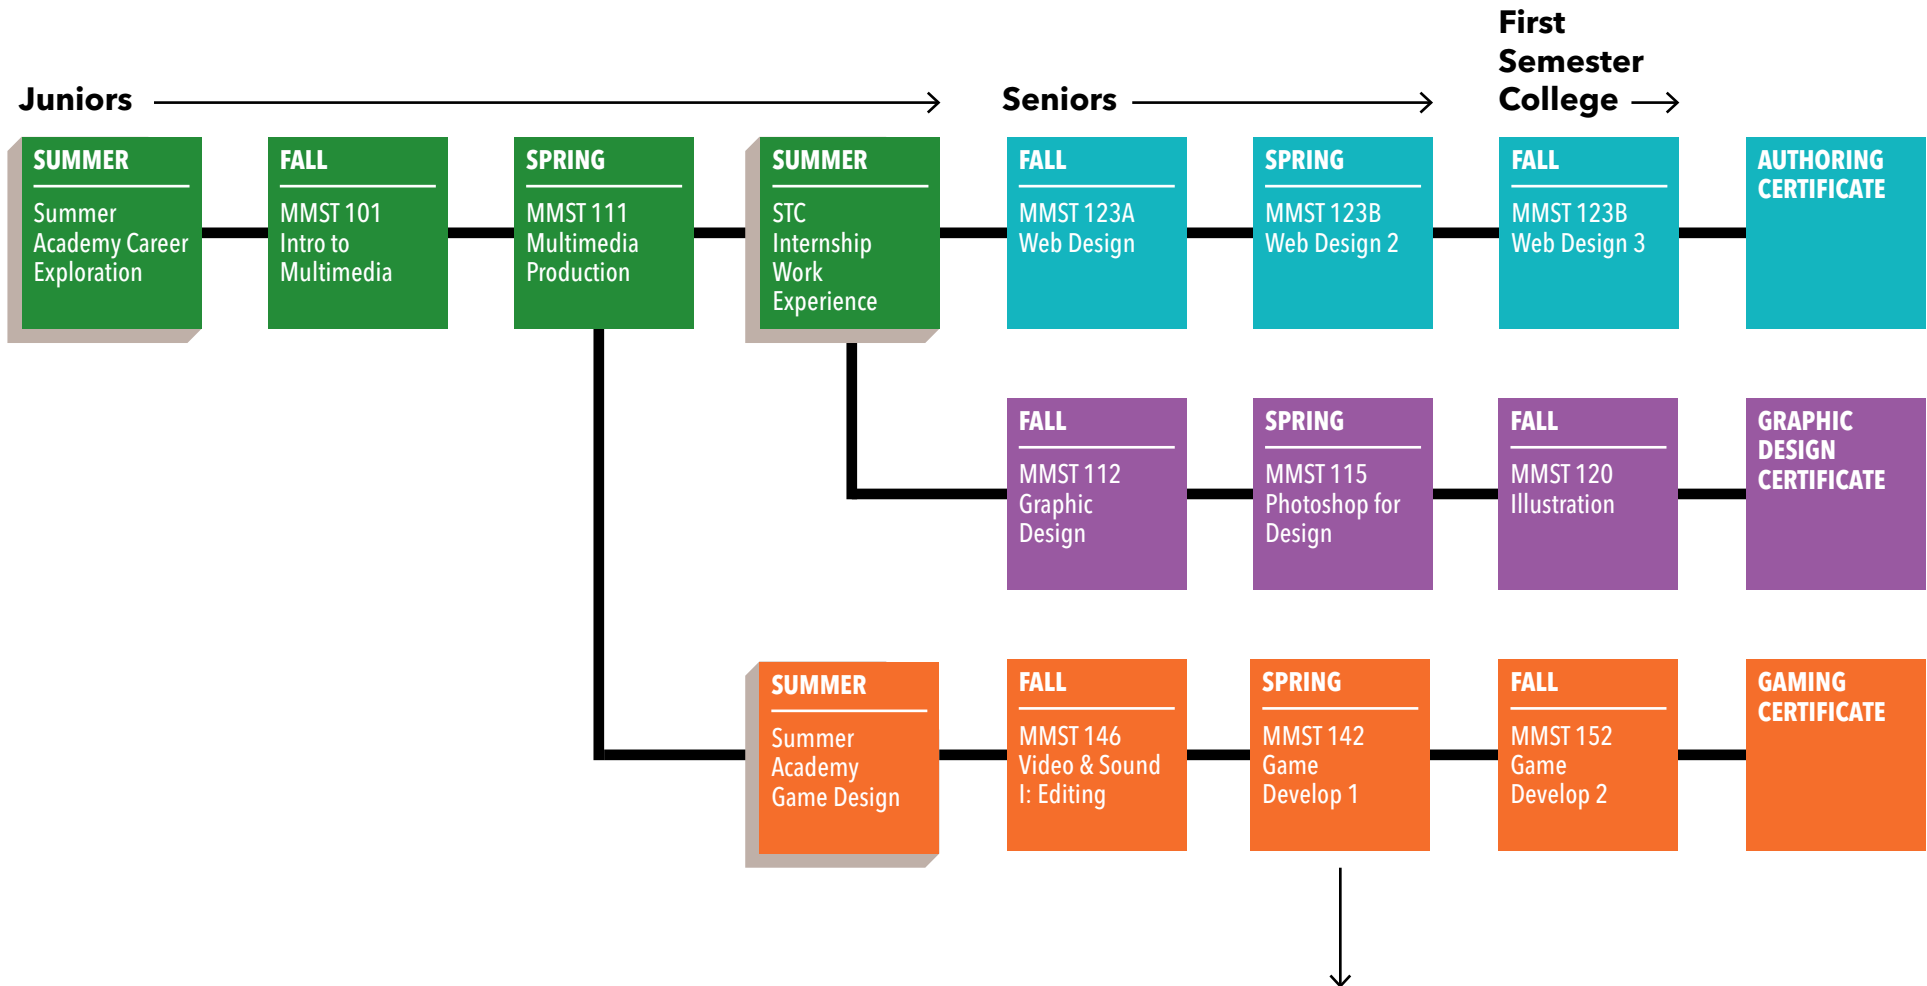 Juniors
Seniors
First
Semester
College
SUMMER
Summer
Academy Career
Exploration
FALL
MMST 101
Intro to
Multimedia
SPRING
MMST 111
Multimedia
Production
SUMMER
STC
Internship
Work
Experience
FALL
MMST 123A
Web Design
SPRING
MMST 123B
Web Design 2
FALL
MMST 123B
Web Design 3
AUTHORING
CERTIFICATE
FALL
MMST 112
Graphic
Design
SPRING
MMST 115
Photoshop for
Design
FALL
MMST 120
Illustration
GRAPHIC
DESIGN
CERTIFICATE
SUMMER
Summer
Academy
Game Design
FALL
MMST 146
Video & Sound
I: Editing
SPRING
MMST 142
Game
Develop 1
FALL
MMST 152
Game
Develop 2
GAMING
CERTIFICATE